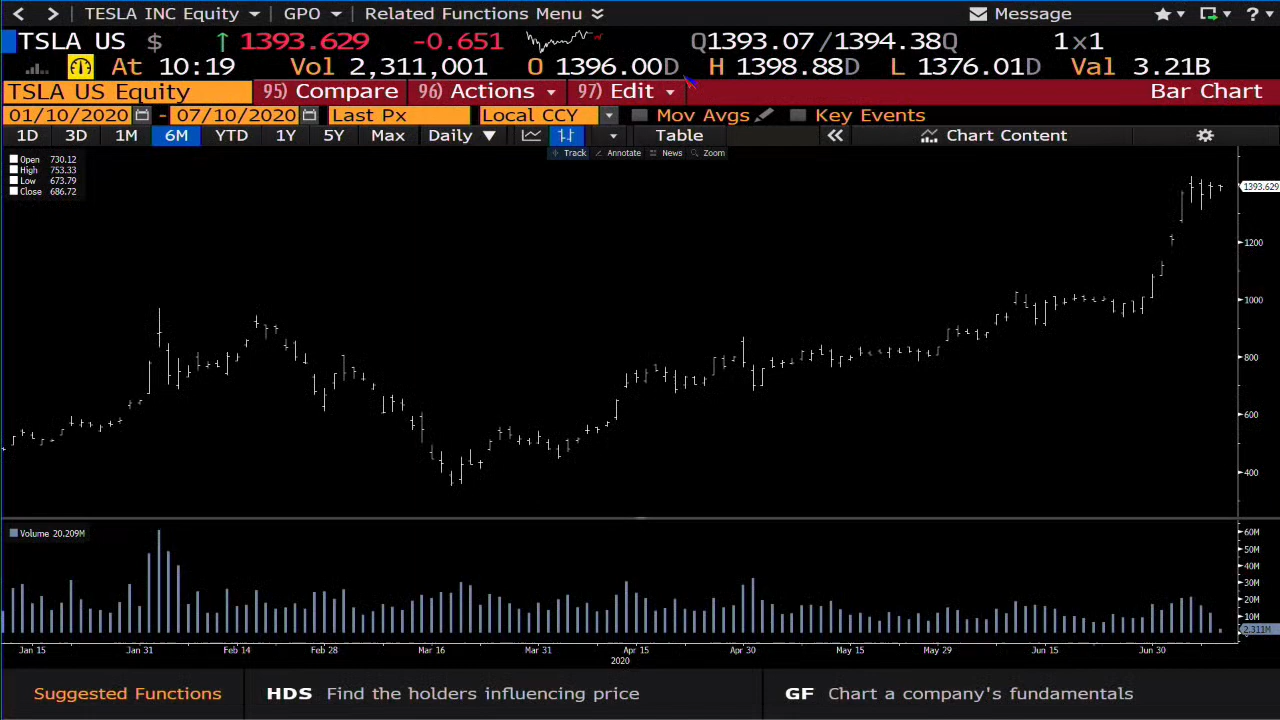 TESLA INC Equity GPO Related Functions Menu Message ?
TSLA US $ ↑ 1393.629 -0.651 Q1393.07/1394.38Q 1×1
At 10:19 Vol 2,311,001 O 1396.00D H 1398.88D L 1376.01D Val 3.21B
TSLA US Equity 95) Compare 96) Actions 97) Edit Bar Chart
01/10/2020 - 07/10/2020 Last Px Local CCY Mov Avgs Key Events
1D 3D 1M 6M YTD 1Y 5Y Max Daily ▼ Table « Chart Content
Track Annotate News Zoom
Open 730.12
High 753.33
Low 673.79
Close 686.72
1393.629
1200
1000
800
600
400
Volume 20.209M
60M
50M
40M
30M
20M
10M
2.311M
Jan 15 Jan 31 Feb 14 Feb 28 Mar 16 Mar 31 Apr 15 Apr 30 May 15 May 29 Jun 15 Jun 30
2020
Suggested Functions HDS Find the holders influencing price GF Chart a company's fundamentals